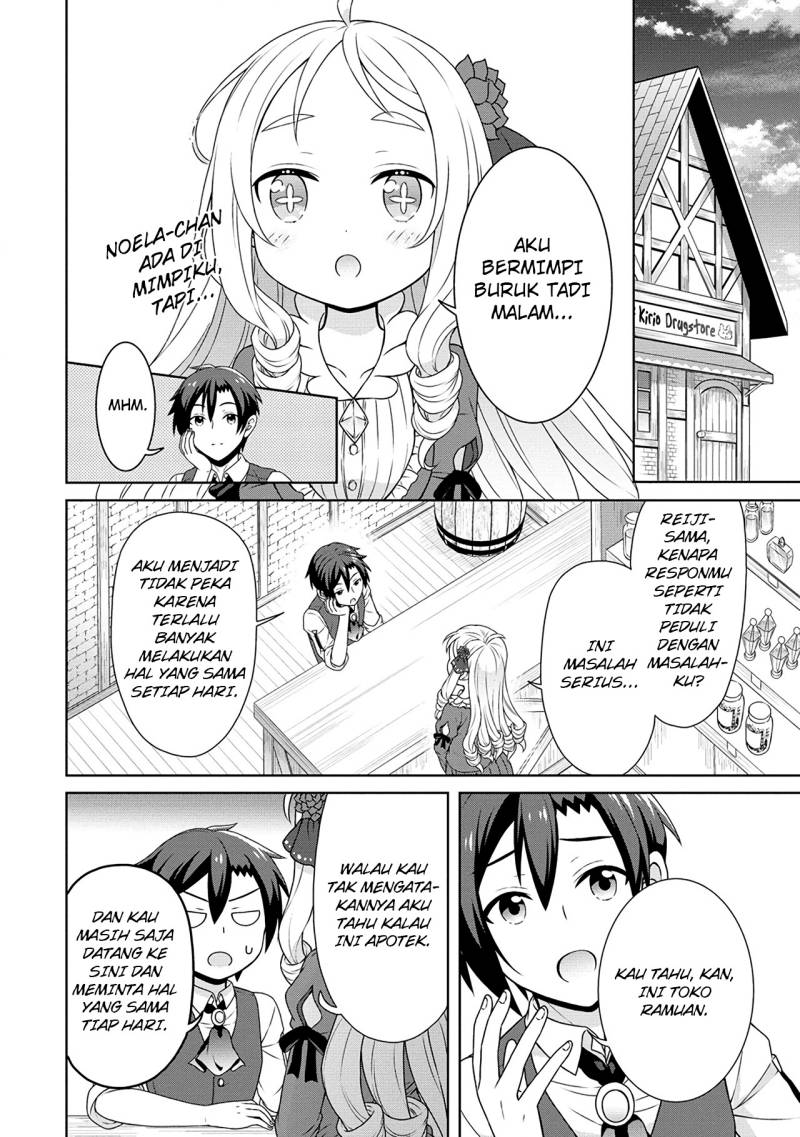 Kirio Drugstore
AKU
BERMIMPI
BURUK TADI
MALAM...
NOELA-CHAN
ADA DI
MIMPIKU,
TAPI...
MHM.
REIJI-
SAMA,
KENAPA
RESPONMU
SEPERTI
TIDAK
PEDULI
DENGAN
MASALAH-
KU?
INI
MASALAH
SERIUS...
AKU MENJADI
TIDAK PEKA
KARENA
TERLALU
BANYAK
MELAKUKAN
HAL YANG SAMA
SETIAP HARI.
KAU TAHU, KAN,
INI TOKO
RAMUAN.
WALAU KAU
TAK MENGATA-
KANNYA AKU
TAHU KALAU
INI APOTEK.
DAN KAU
MASIH SAJA
DATANG KE
SINI DAN
MEMINTA HAL
YANG SAMA
TIAP HARI.